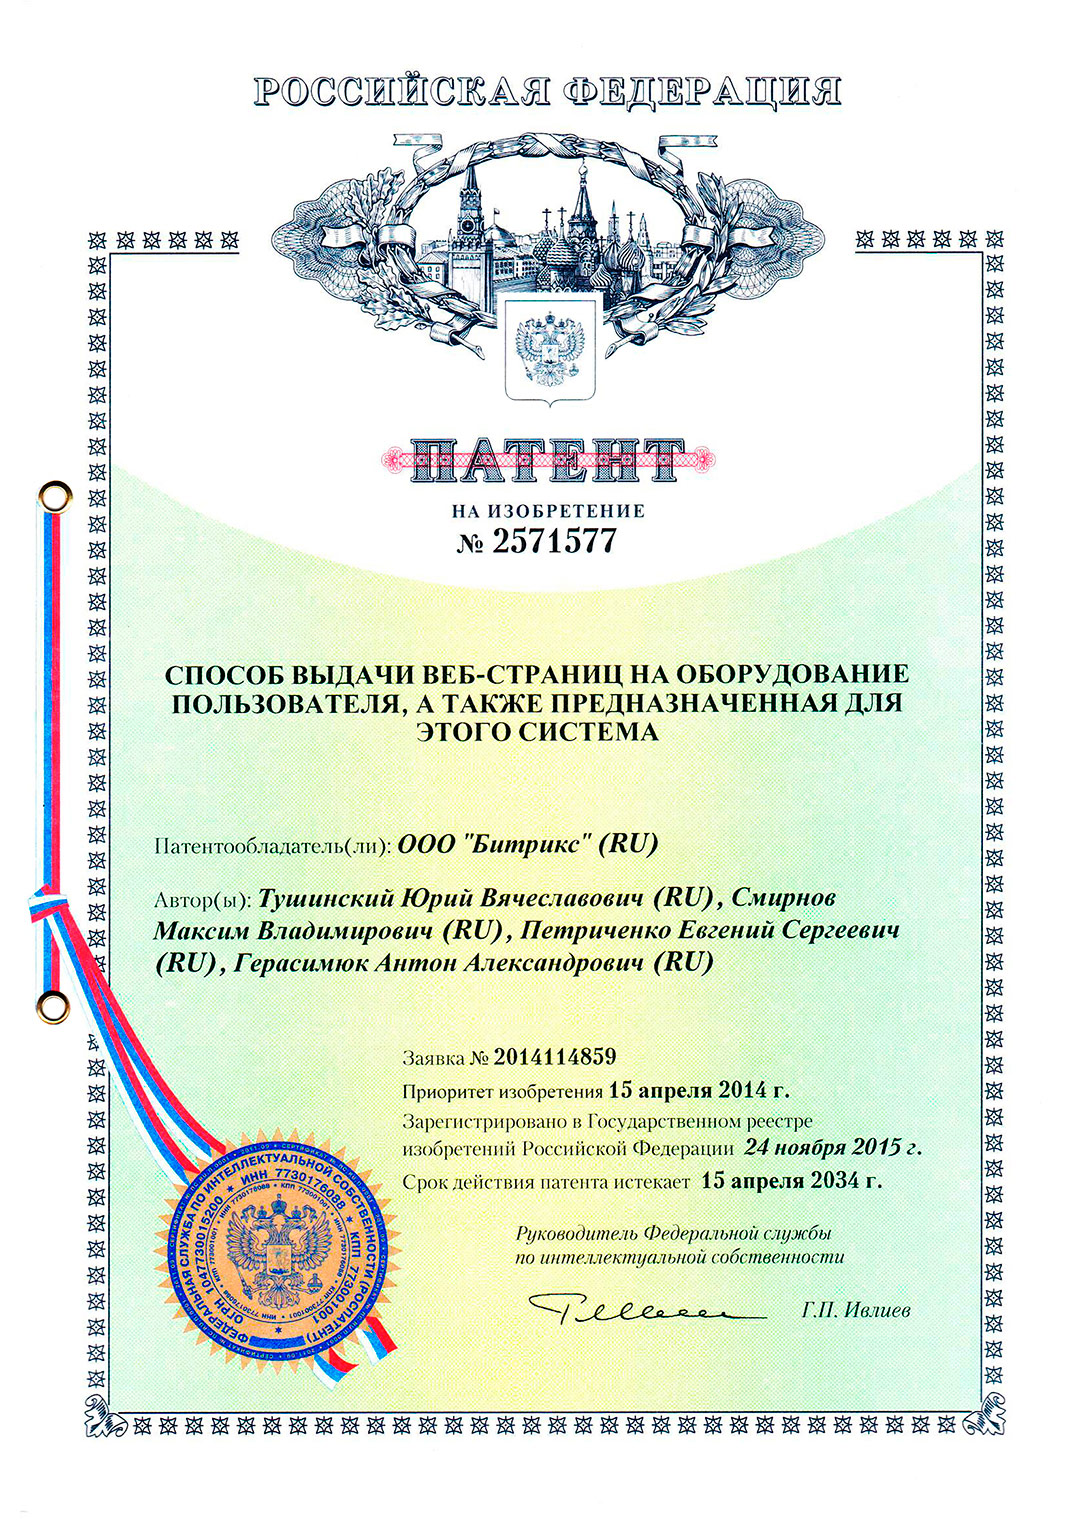 РОССИЙСКАЯ ФЕДЕРАЦИЯ
ПАТЕНТ
НА ИЗОБРЕТЕНИЕ
№ 2571577
СПОСОБ ВЫДАЧИ ВЕБ-СТРАНИЦ НА ОБОРУДОВАНИЕ
ПОЛЬЗОВАТЕЛЯ, А ТАКЖЕ ПРЕДНАЗНАЧЕННАЯ ДЛЯ
ЭТОГО СИСТЕМА
Патентообладатель(ли): ООО "Битрикс" (RU)
Автор(ы): Тушинский Юрий Вячеславович (RU), Смирнов
Максим Владимирович (RU), Петриченко Евгений Сергеевич
(RU), Герасимюк Антон Александрович (RU)
Заявка № 2014114859
Приоритет изобретения 15 апреля 2014 г.
Зарегистрировано в Государственном реестре
изобретений Российской Федерации 24 ноября 2015 г.
Срок действия патента истекает 15 апреля 2034 г.
Руководитель Федеральной службы
по интеллектуальной собственности
Г.П. Ивлиев
ФЕДЕРАЛЬНАЯ СЛУЖБА ПО ИНТЕЛЛЕКТУАЛЬНОЙ СОБСТВЕННОСТИ (РОСПАТЕНТ)
ОГРН 1047730015200 * ИНН 7730176088 * КПП 773001001 *